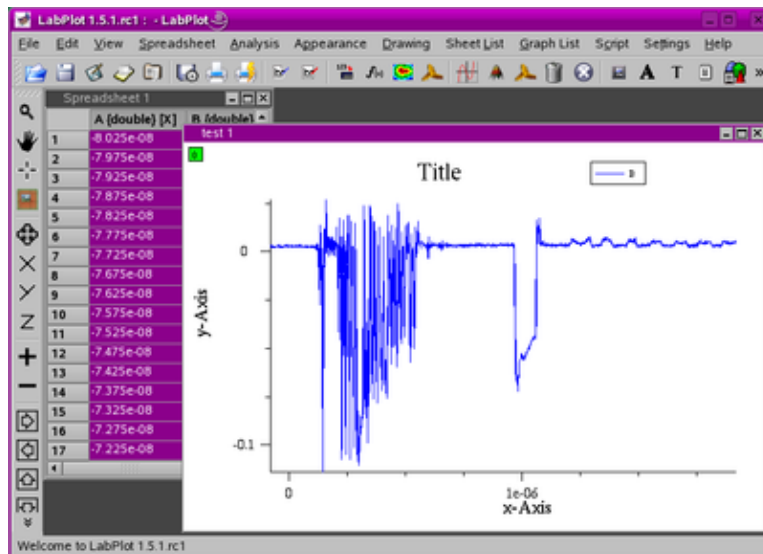 LabPlot 1.5.1.rc1 : - LabPlot
File Edit View Spreadsheet Analysis Appearance Drawing Sheet List Graph List Script Settings Help
Spreadsheet 1
A {double} [X] B {double}
test 1
1 -8.025e-08
2 -7.975e-08
3 -7.925e-08
4 -7.875e-08
5 -7.825e-08
6 -7.775e-08
7 -7.725e-08
8 -7.675e-08
9 -7.625e-08
10 -7.575e-08
11 -7.525e-08
12 -7.475e-08
13 -7.425e-08
14 -7.375e-08
15 -7.325e-08
16 -7.275e-08
17 -7.225e-08
Title
0
y-Axis
-0.1
0 1e-06
x-Axis
Welcome to LabPlot 1.5.1.rc1